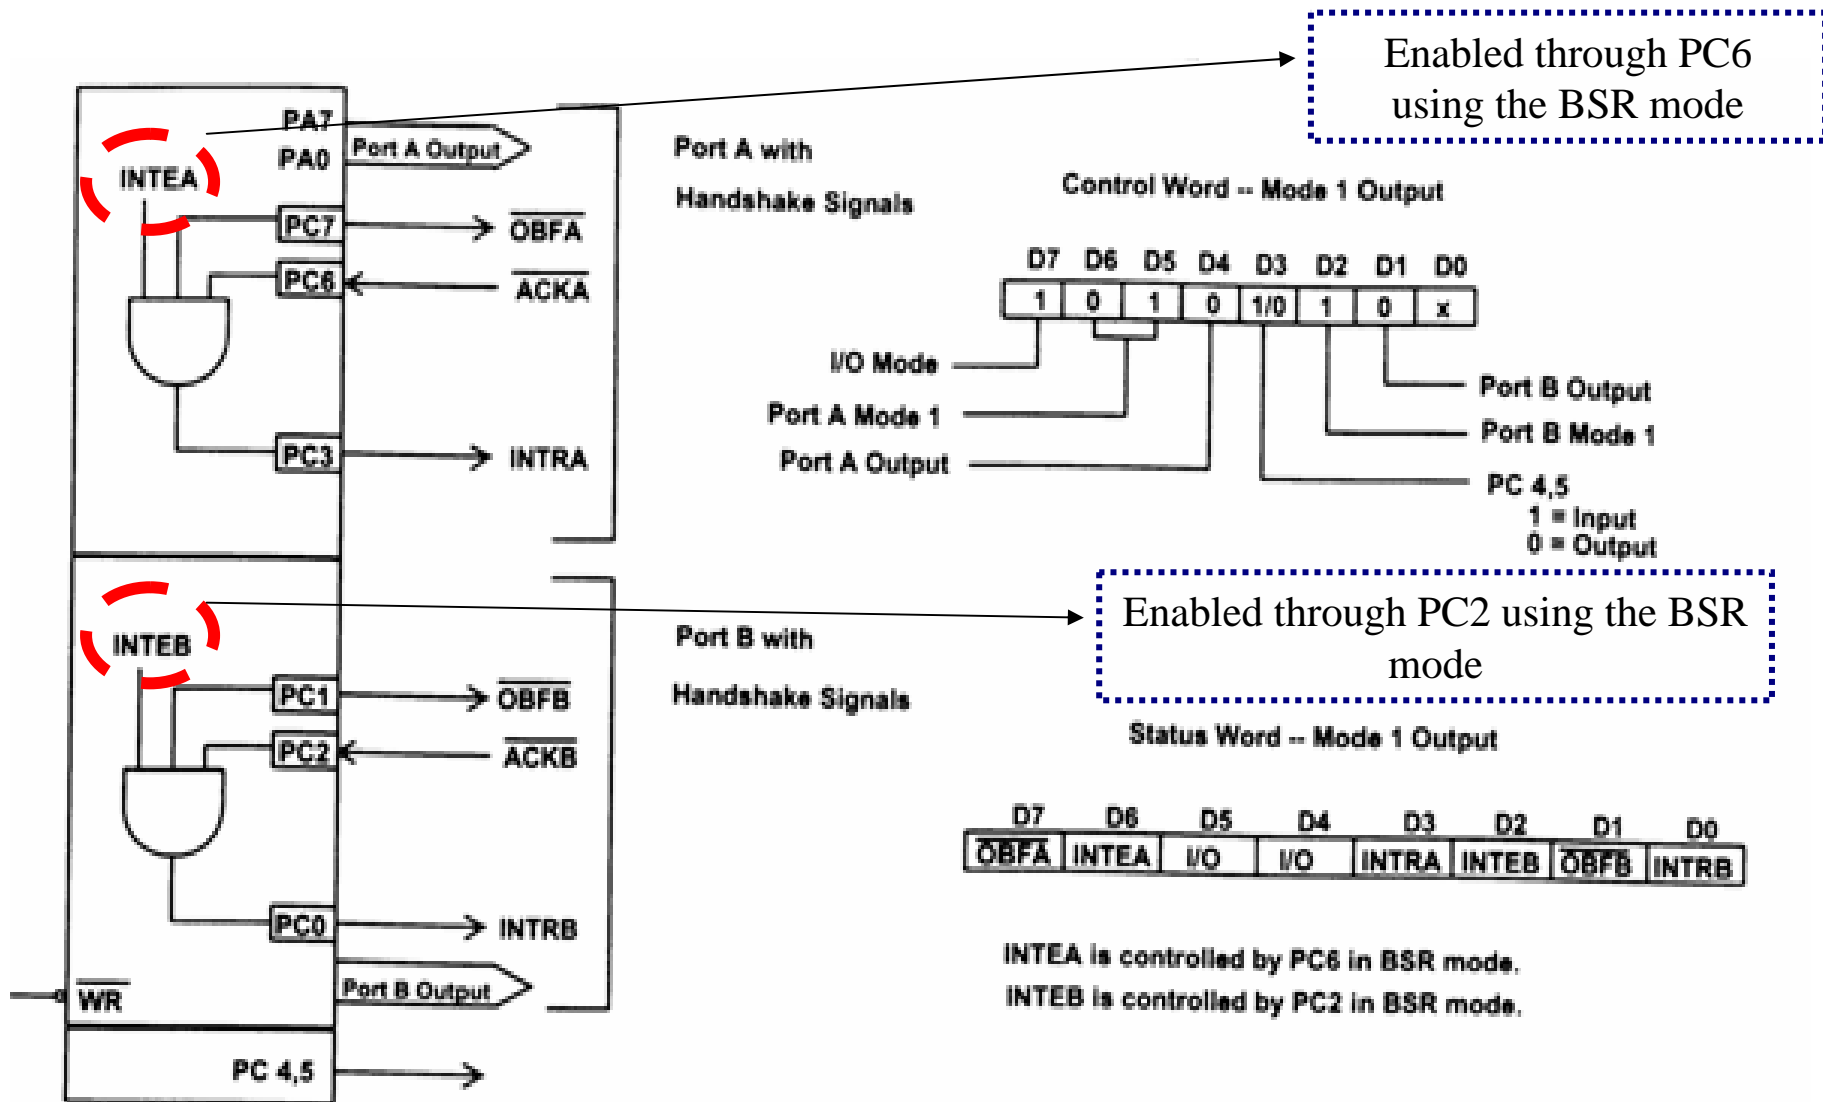 Enabled through PC6
using the BSR mode
PA7
PA0
Port A Output
INTEA
PC7
OBFA
PC6
ACKA
PC3
INTRA
Port A with
Handshake Signals
Control Word -- Mode 1 Output
D7 D6 D5 D4 D3 D2 D1 D0
1 0 1 0 1/0 1 0 x
I/O Mode
Port A Mode 1
Port A Output
Port B Output
Port B Mode 1
PC 4,5
1 = Input
0 = Output
Enabled through PC2 using the BSR
mode
INTEB
PC1
OBFB
PC2
ACKB
PC0
INTRB
Port B Output
WR
PC 4,5
Port B with
Handshake Signals
Status Word -- Mode 1 Output
D7 D6 D5 D4 D3 D2 D1 D0
OBFA INTEA I/O I/O INTRA INTEB OBFB INTRB
INTEA is controlled by PC6 in BSR mode.
INTEB is controlled by PC2 in BSR mode.